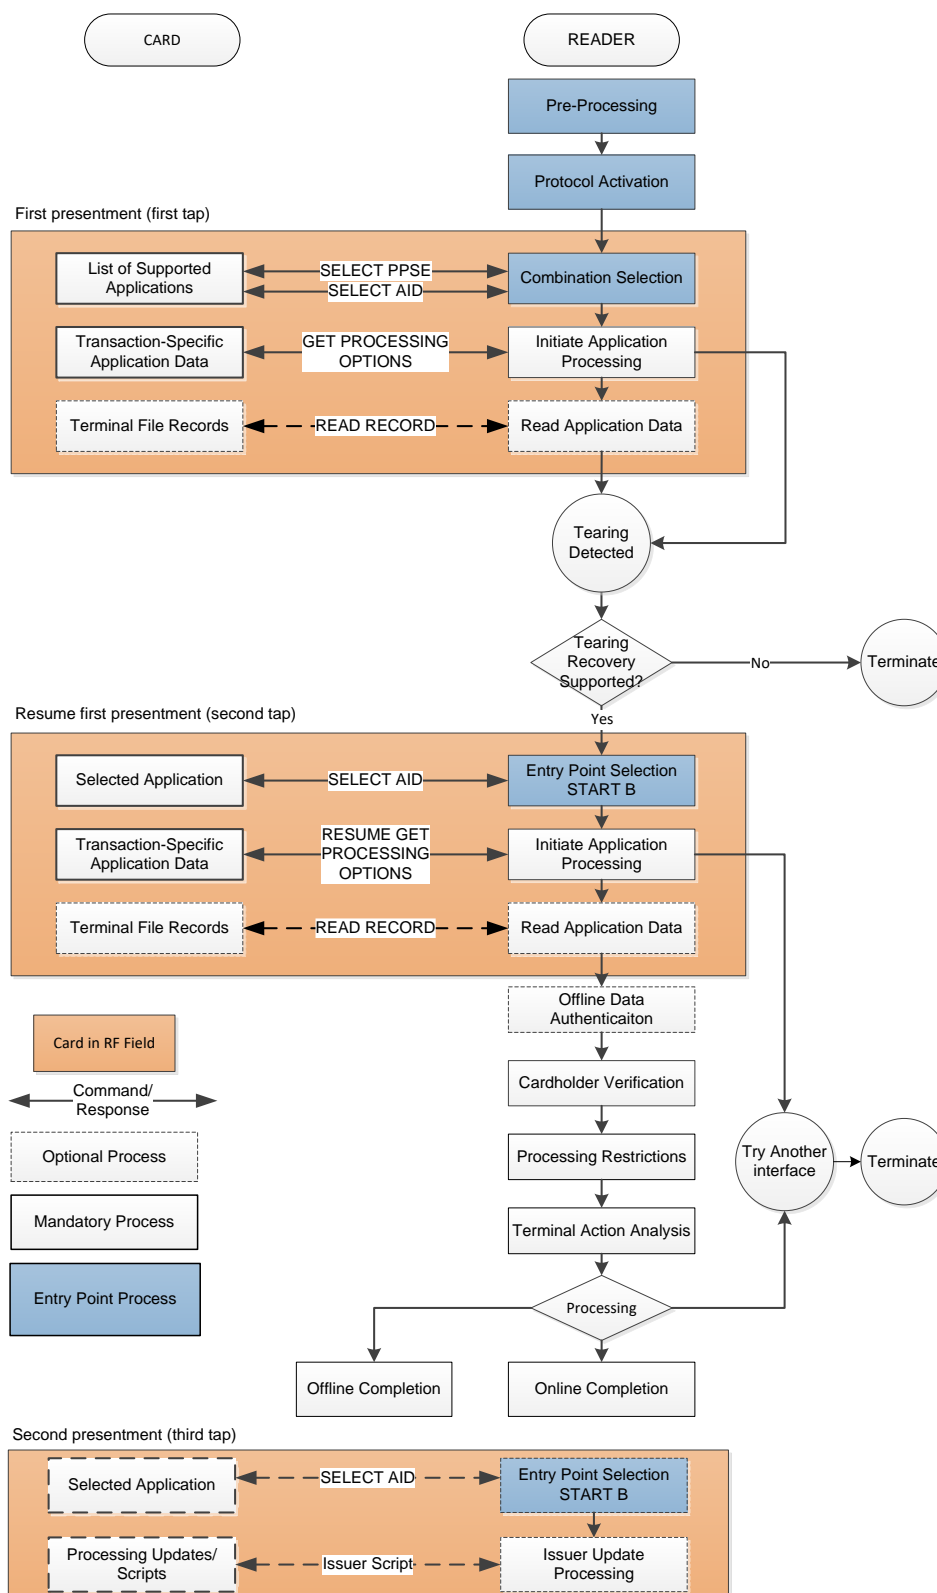 CARD
READER
Pre-Processing
Protocol Activation
First presentment (first tap)
List of Supported
Applications
SELECT PPSE
SELECT AID
Combination Selection
Transaction-Specific
Application Data
GET PROCESSING
OPTIONS
Initiate Application
Processing
Terminal File Records
READ RECORD
Read Application Data
Tearing
Detected
Tearing
Recovery
Supported?
No
Terminate
Yes
Resume first presentment (second tap)
Selected Application
SELECT AID
Entry Point Selection
START B
Transaction-Specific
Application Data
RESUME GET
PROCESSING
OPTIONS
Initiate Application
Processing
Terminal File Records
READ RECORD
Read Application Data
Offline Data
Authenticaiton
Card in RF Field
Cardholder Verification
Command/
Response
Optional Process
Processing Restrictions
Try Another
interface
Terminate
Mandatory Process
Terminal Action Analysis
Entry Point Process
Processing
Offline Completion
Online Completion
Second presentment (third tap)
Selected Application
SELECT AID
Entry Point Selection
START B
Processing Updates/
Scripts
Issuer Script
Issuer Update
Processing